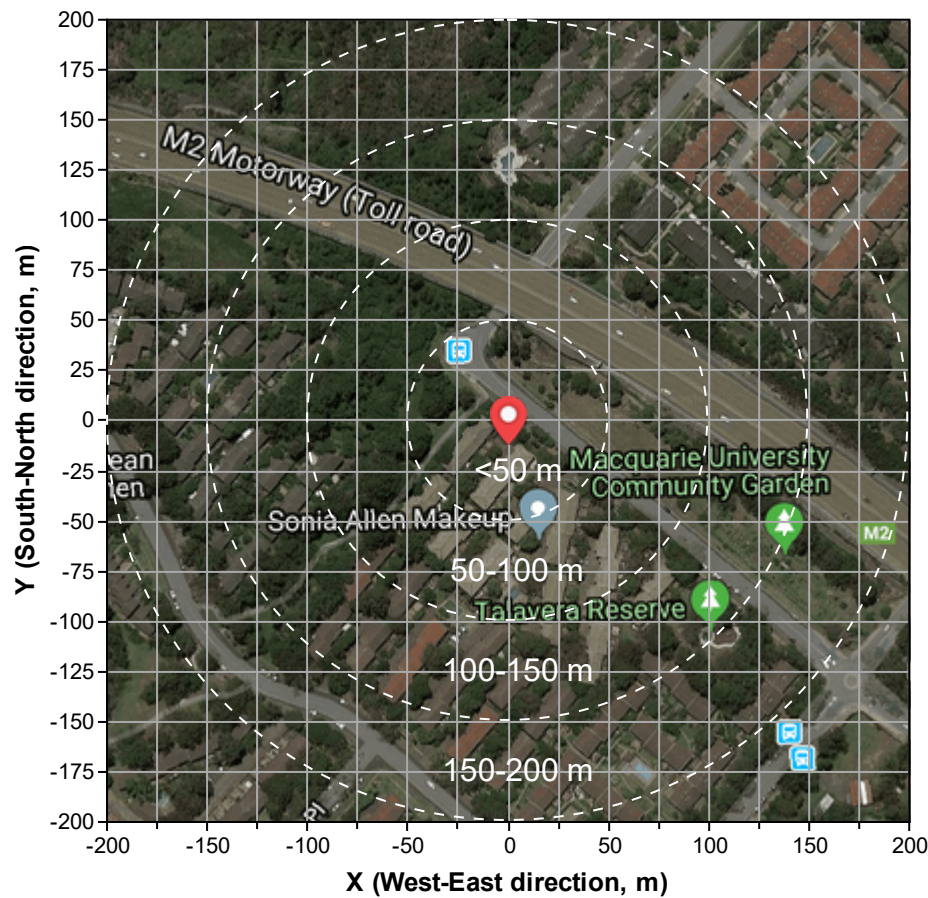 200
175
150
125
100
75
50
25
0
-25
-50
-75
-100
-125
-150
-175
-200
Y (South-North direction, m)
M2 Motorway (Toll road)
ean
en
<50 m
Macquarie University
Community Garden
Sonia Allen Makeup
M2
50-100 m
Talavera Reserve
100-150 m
150-200 m
Pl
-200 -150 -100 -50 0 50 100 150 200
X (West-East direction, m)